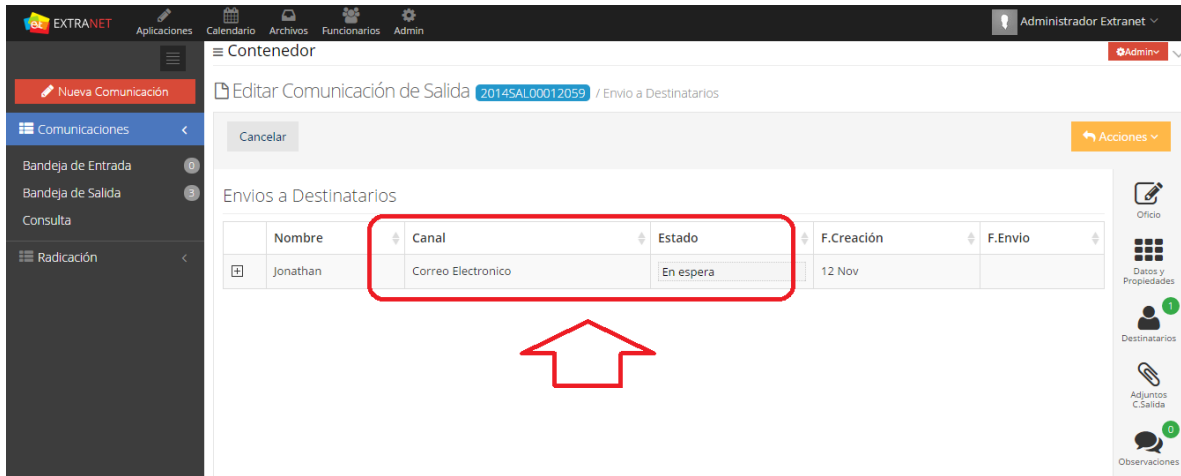 EXTRANET
Aplicaciones Calendario Archivos Funcionarios Admin
Administrador Extranet
Contenedor
Admin
Nueva Comunicación
Editar Comunicación de Salida 2014SAL00012059 / Envio a Destinatarios
Comunicaciones
Cancelar
Acciones
Bandeja de Entrada 0
Bandeja de Salida 3
Consulta
Radicación
Envios a Destinatarios
Nombre Canal Estado F.Creación F.Envio
Jonathan Correo Electronico En espera 12 Nov
Oficio
Datos y
Propiedades
1
Destinatarios
Adjuntos
C.Salida
0
Observaciones